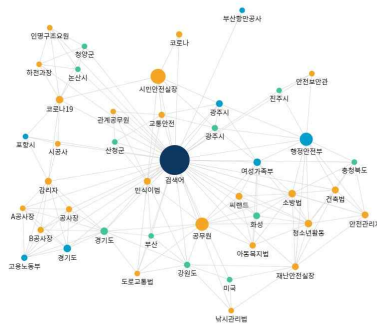 부산항만공사
인명구조요원
코로나
청양군
하천과장
논산시
시민안전실장
안전보안관
진주시
코로나19
관계공무원
광주시
교통안전
광주시
행정안전부
포항시
시공사
산청군
검색어
여성가족부
충청북도
감리자
민식이법
씨랜드
소방법
건축법
A공사장
공사장
화성
B공사장
경기도
부산
공무원
청소년활동
안전관리자
고용노동부
경기도
아동복지법
도로교통법
강원도
미국
재난안전실장
낚시관리법